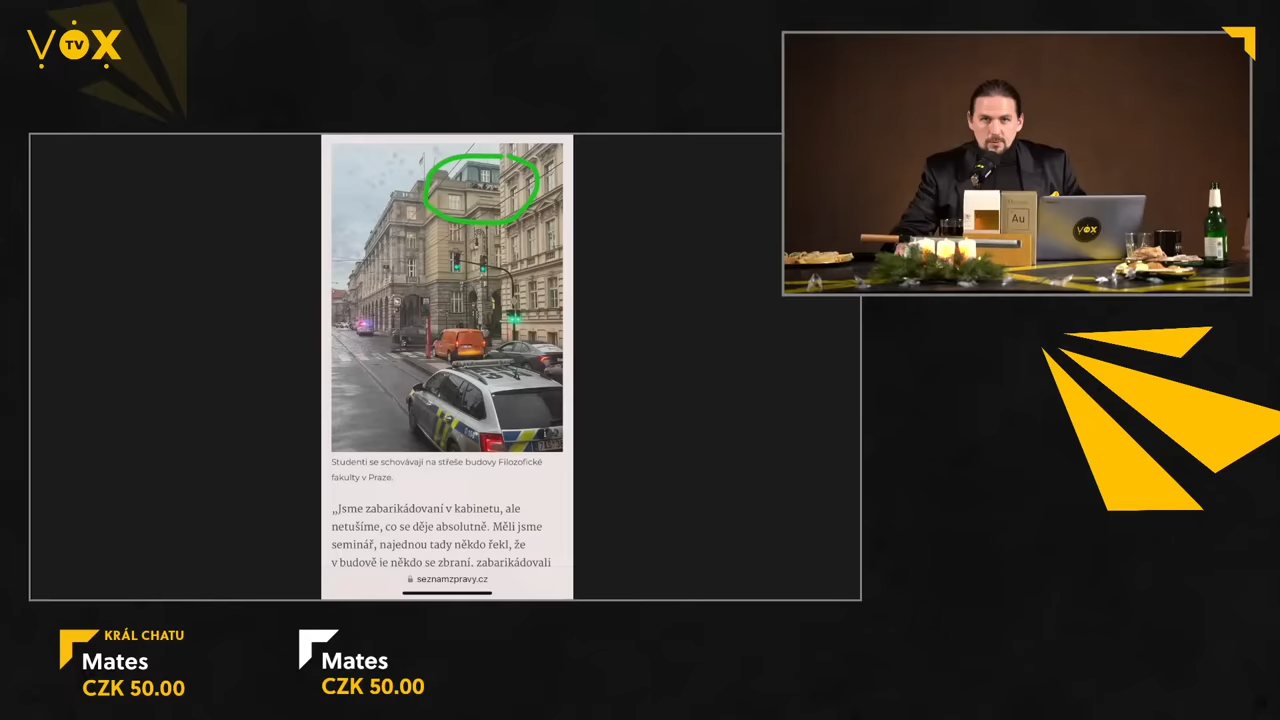 VOX
TV
Au
VOX
Studenti se schovávají na střeše budovy Filozofické
fakulty v Praze.
„Jsme zabarikádovaní v kabinetu, ale
netušíme, co se děje absolutně. Měli jsme
seminář, najednou tady někdo řekl, že
v budově je někdo se zbraní, zabarikádovali
seznamzpravy.cz
KRÁL CHATU
Mates
CZK 50.00
Mates
CZK 50.00